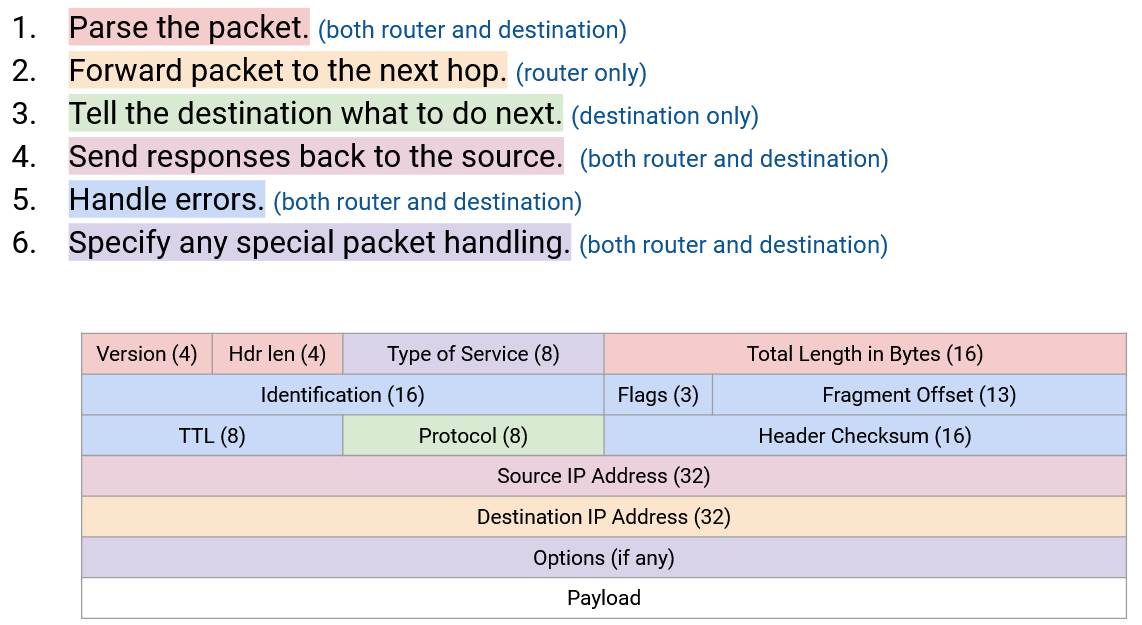 1. Parse the packet. (both router and destination)
2. Forward packet to the next hop. (router only)
3. Tell the destination what to do next. (destination only)
4. Send responses back to the source. (both router and destination)
5. Handle errors. (both router and destination)
6. Specify any special packet handling. (both router and destination)
Version (4) Hdr len (4) Type of Service (8) Total Length in Bytes (16)
Identification (16) Flags (3) Fragment Offset (13)
TTL (8) Protocol (8) Header Checksum (16)
Source IP Address (32)
Destination IP Address (32)
Options (if any)
Payload